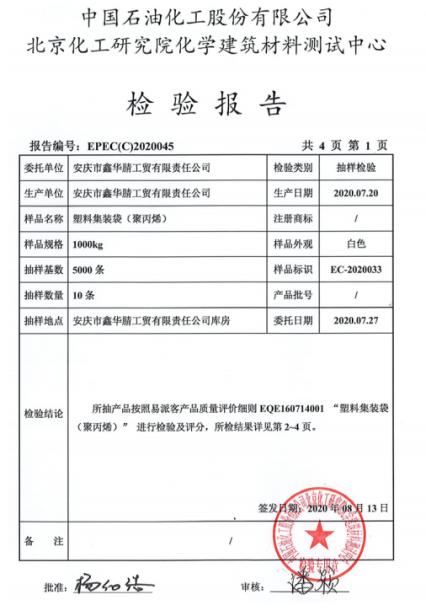 中国石油化工股份有限公司
北京化工研究院化学建筑材料测试中心
检验报告
报告编号：EPEC(C)2020045 共 4 页 第 1 页
委托单位 安庆市鑫华腈工贸有限责任公司 检验类别 抽样检验
生产单位 安庆市鑫华腈工贸有限责任公司 生产日期 2020.07.20
样品名称 塑料集装袋（聚丙烯） 注册商标 /
样品规格 1000kg 样品外观 白色
抽样基数 5000 条 样品标识 EC-2020033
抽样数量 10 条 产品批号 /
抽样地点 安庆市鑫华腈工贸有限责任公司库房 委托日期 2020.07.27
检验结论 所抽产品按照易派客产品质量评价细则 EQE160714001 “塑料集装袋
（聚丙烯）” 进行检验及评分，所检结果详见第 2~4 页。
签发日期：2020 年 08 月 13 日
检验专用章
备 注 /
批准： 审核：